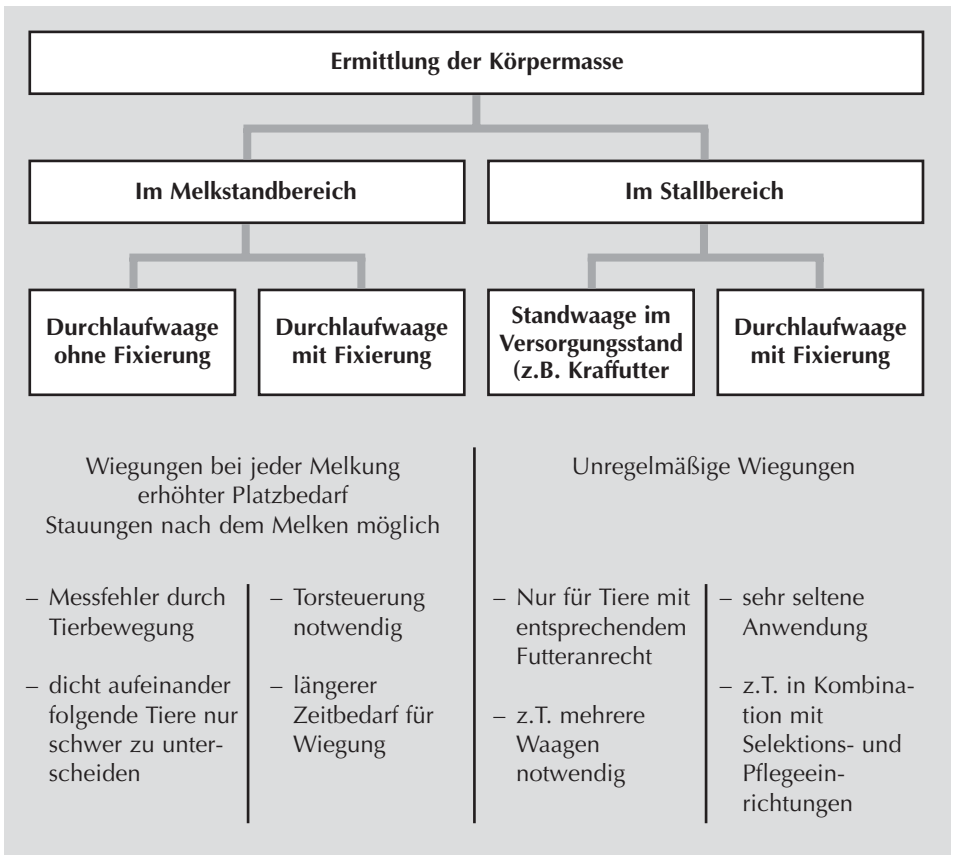 Ermittlung der Körpermasse
Im Melkstandbereich
Im Stallbereich
Durchlaufwaage
ohne Fixierung
Durchlaufwaage
mit Fixierung
Standwaage im
Versorgungsstand
(z.B. Kraffutter
Durchlaufwaage
mit Fixierung
Wiegungen bei jeder Melkung
erhöhter Platzbedarf
Stauungen nach dem Melken möglich
Unregelmäßige Wiegungen
– Messfehler durch
Tierbewegung
– dicht aufeinander
folgende Tiere nur
schwer zu unter-
scheiden
– Torsteuerung
notwendig
– längerer
Zeitbedarf für
Wiegung
– Nur für Tiere mit
entsprechendem
Futteranrecht
– z.T. mehrere
Waagen
notwendig
– sehr seltene
Anwendung
– z.T. in Kombina-
tion mit
Selektions- und
Pflegeein-
richtungen